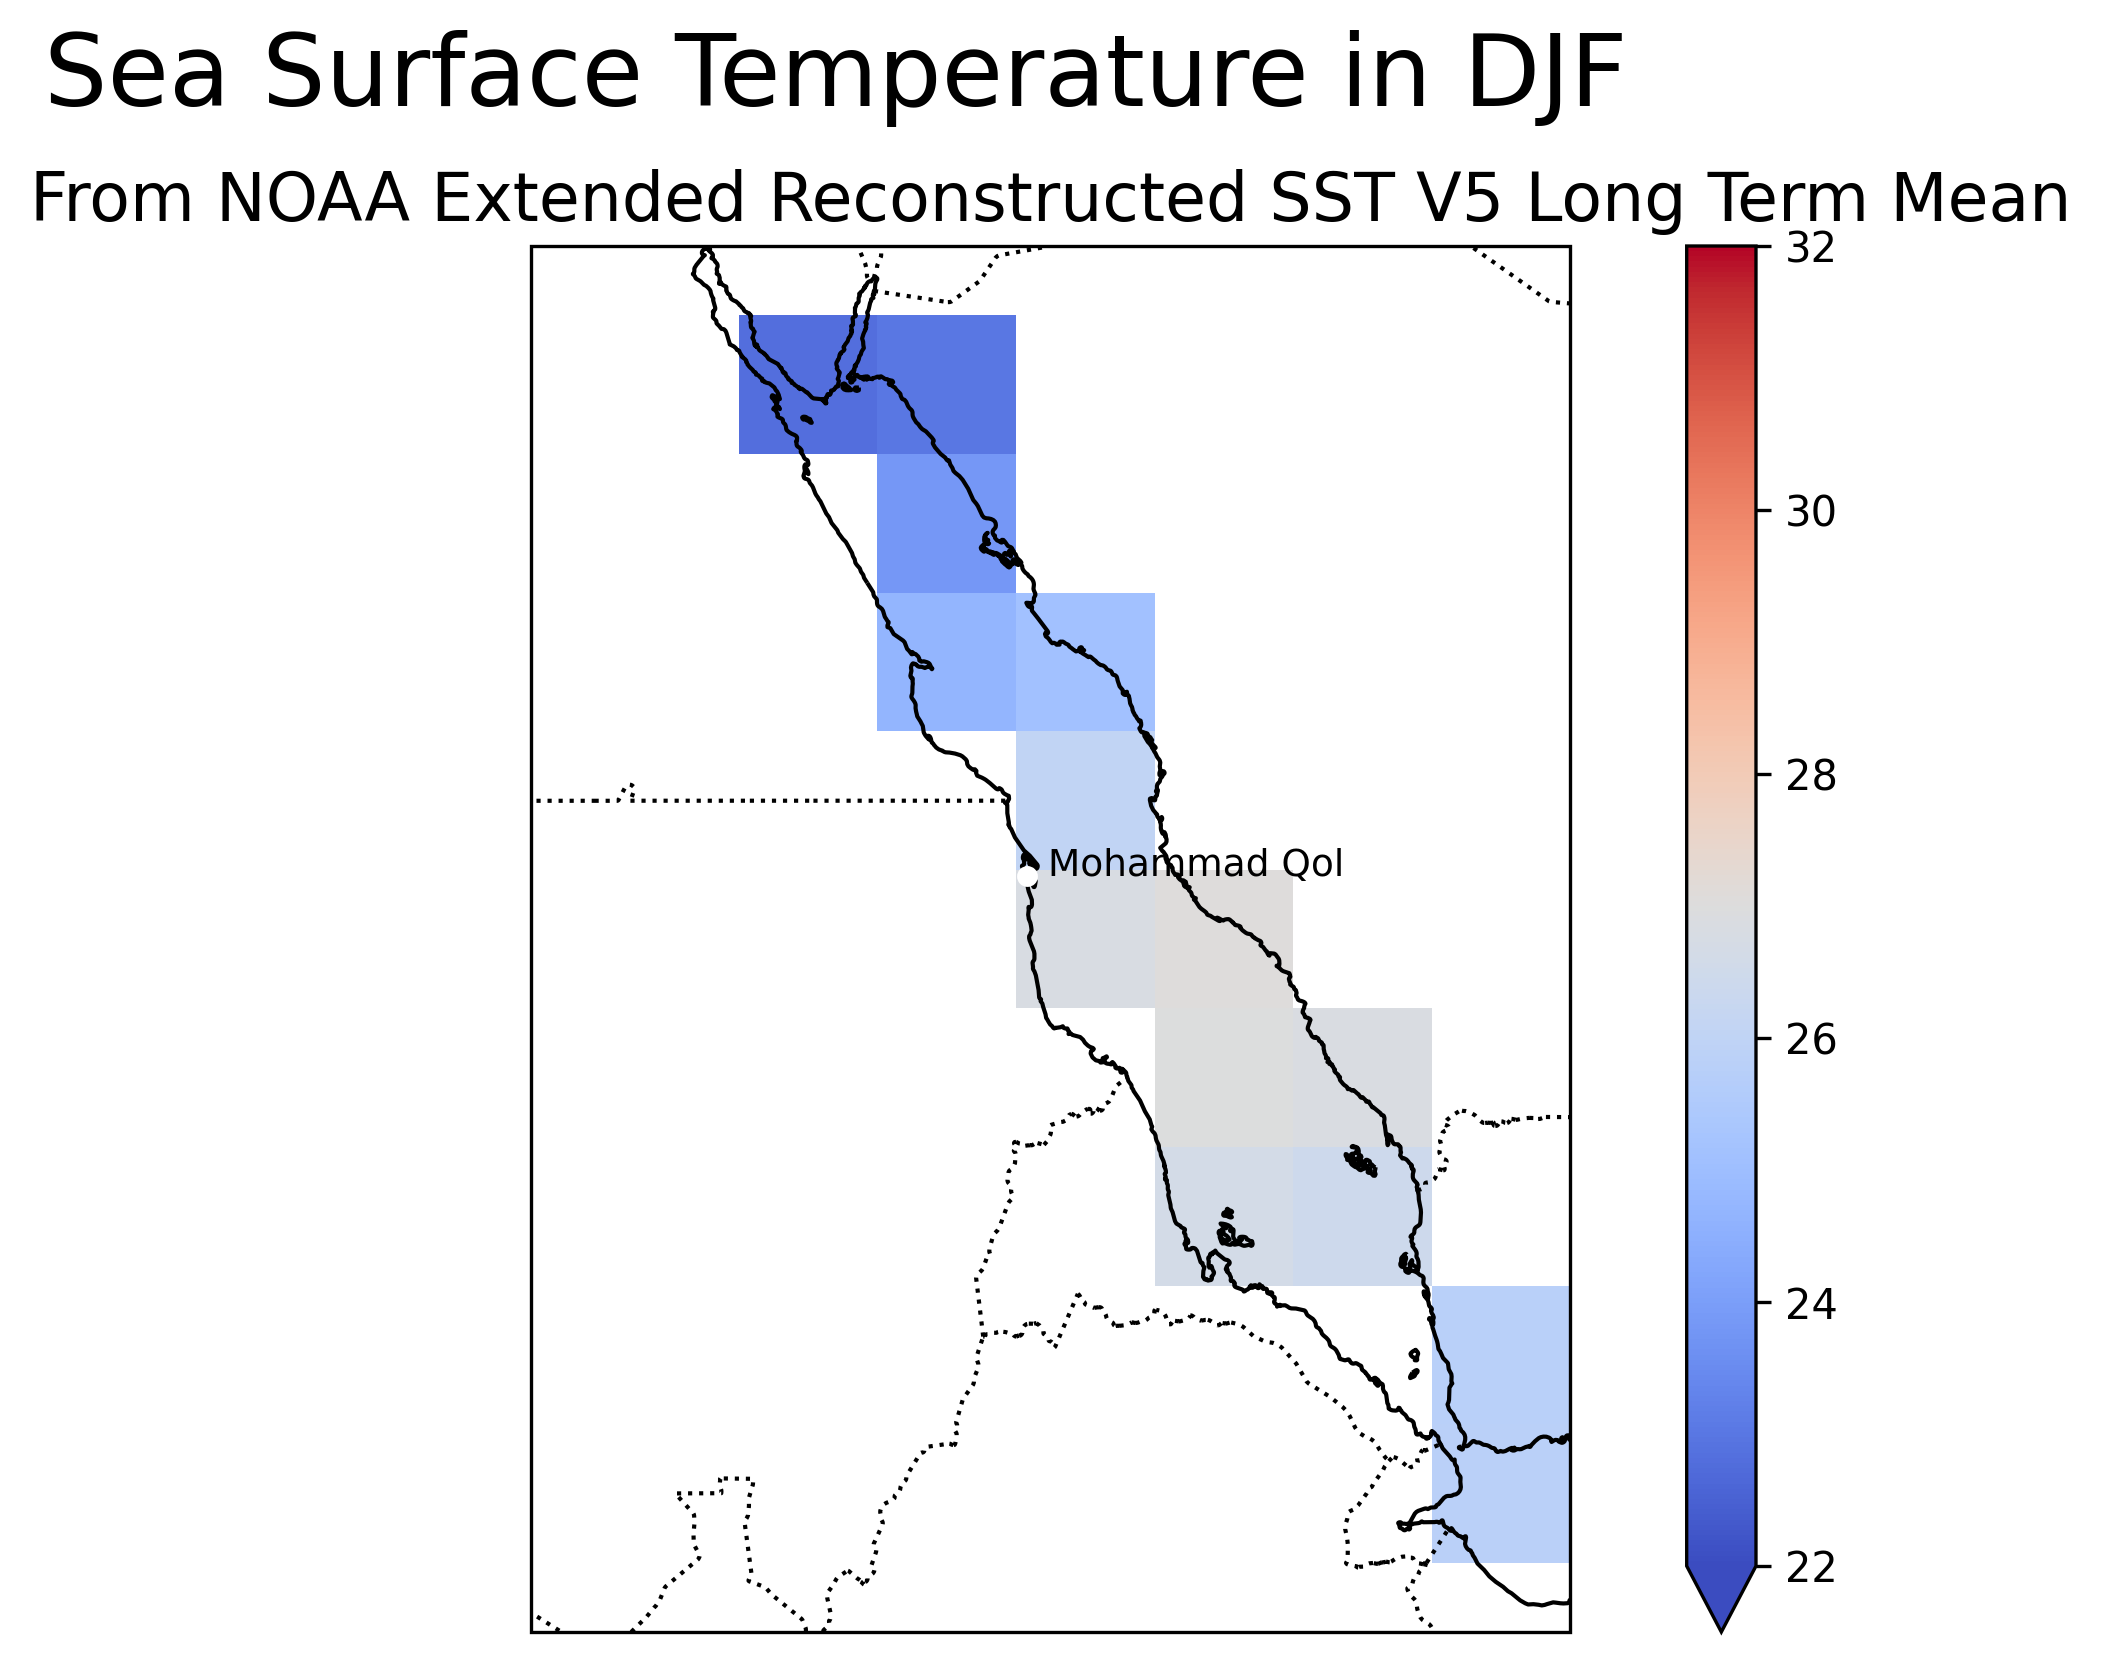 Sea Surface Temperature in DJF
From NOAA Extended Reconstructed SST V5 Long Term Mean
32
30
28
Mohammad Qol
26
24
22